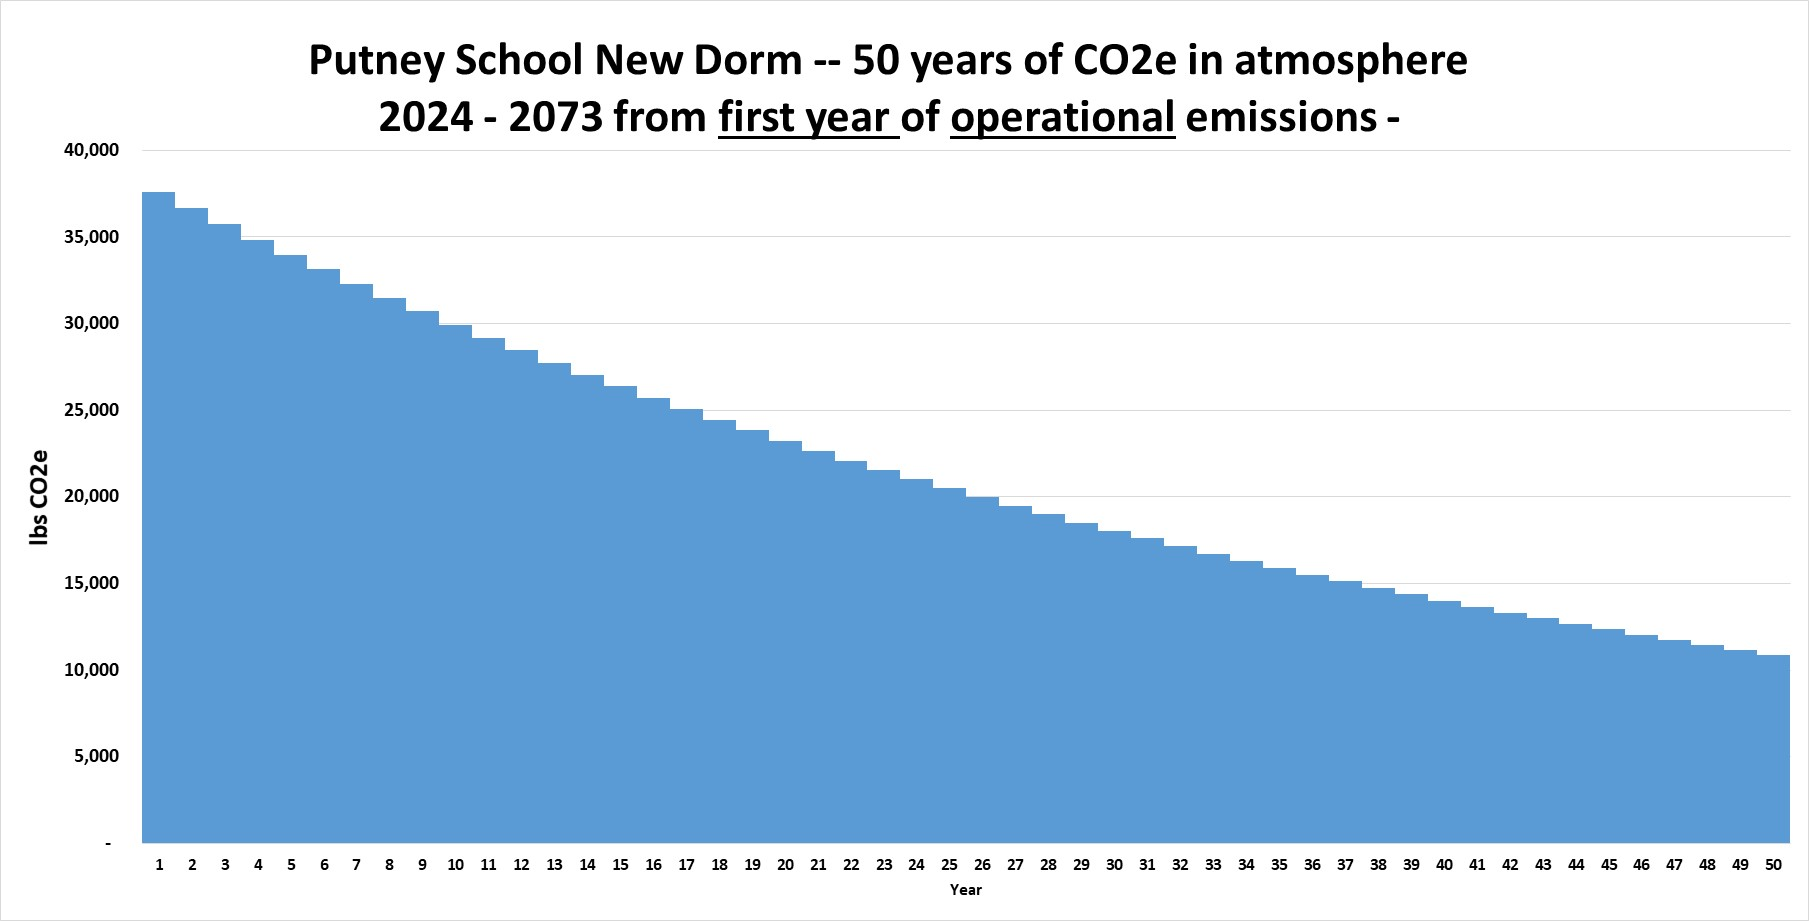 Putney School New Dorm -- 50 years of CO2e in atmosphere
2024 - 2073 from first year of operational emissions -
40,000
35,000
30,000
25,000
20,000
15,000
10,000
5,000
-
lbs CO2e
1 2 3 4 5 6 7 8 9 10 11 12 13 14 15 16 17 18 19 20 21 22 23 24 25 26 27 28 29 30 31 32 33 34 35 36 37 38 39 40 41 42 43 44 45 46 47 48 49 50
Year